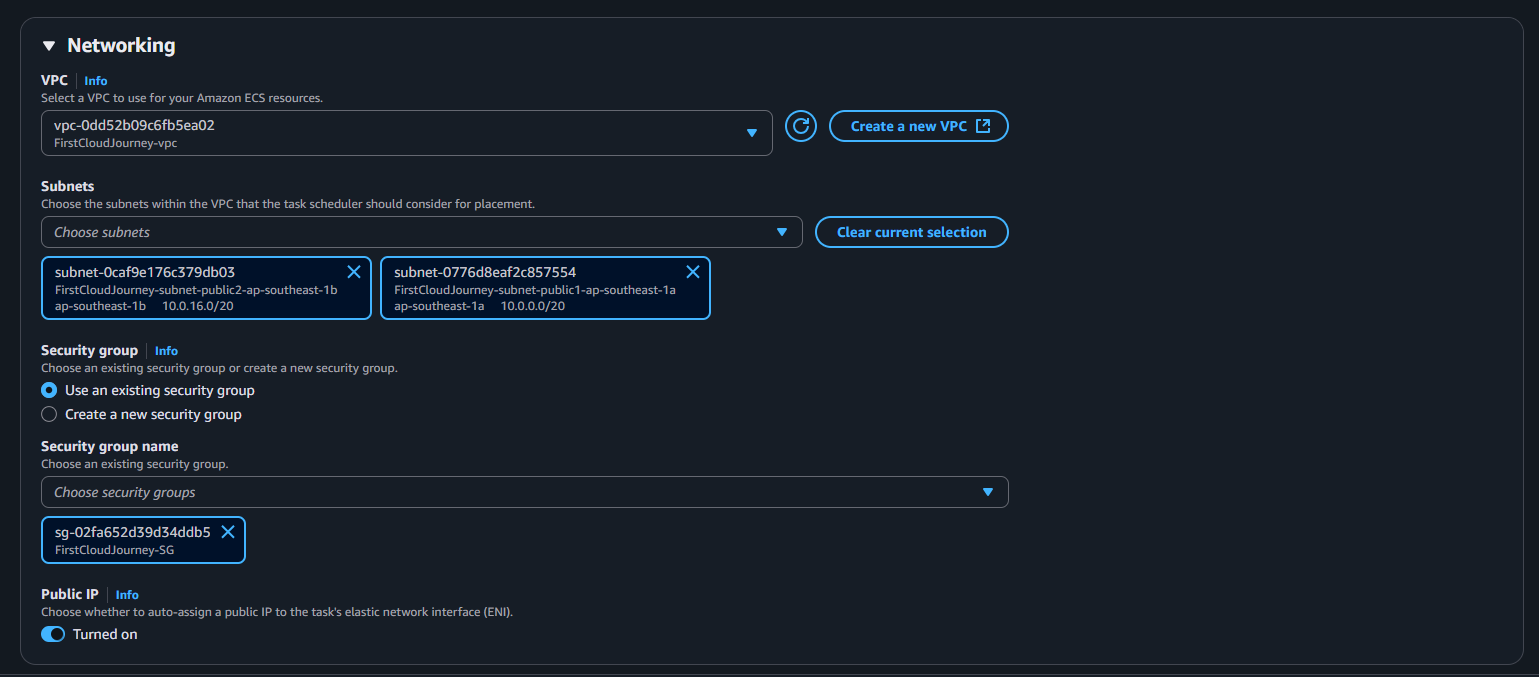 Networking
VPC Info
Select a VPC to use for your Amazon ECS resources.
vpc-0dd52b09c6fb5ea02
FirstCloudJourney-vpc
Create a new VPC
Subnets
Choose the subnets within the VPC that the task scheduler should consider for placement.
Choose subnets
Clear current selection
subnet-0caf9e176c379db03
FirstCloudJourney-subnet-public2-ap-southeast-1b
ap-southeast-1b 10.0.16.0/20
subnet-0776d8eaf2c857554
FirstCloudJourney-subnet-public1-ap-southeast-1a
ap-southeast-1a 10.0.0.0/20
Security group Info
Choose an existing security group or create a new security group.
Use an existing security group
Create a new security group
Security group name
Choose an existing security group.
Choose security groups
sg-02fa652d39d34ddb5
FirstCloudJourney-SG
Public IP Info
Choose whether to auto-assign a public IP to the task's elastic network interface (ENI).
Turned on